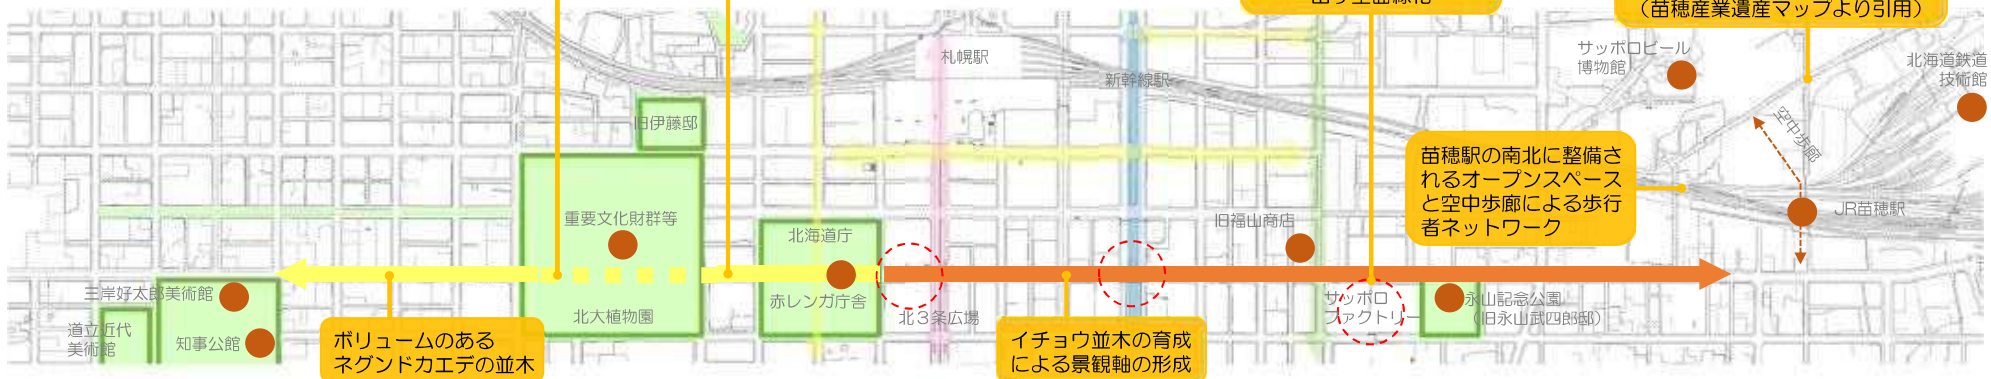 （苗穂産業遺産マップより引用）
札幌駅
新幹線駅
サッポロビール
博物館
北海道鉄道
技術館
旧伊藤邸
空中歩廊
苗穂駅の南北に整備さ
れるオープンスペース
と空中歩廊による歩行
者ネットワーク
JR苗穂駅
重要文化財群等
北海道庁
旧福山商店
三岸好太郎美術館
赤レンガ庁舎
サッポロ
ファクトリー
永山記念公園
（旧永山武四郎邸）
北大植物園
北３条広場
道立近代
美術館
知事公館
ボリュームのある
ネグンドカエデの並木
イチョウ並木の育成
による景観軸の形成